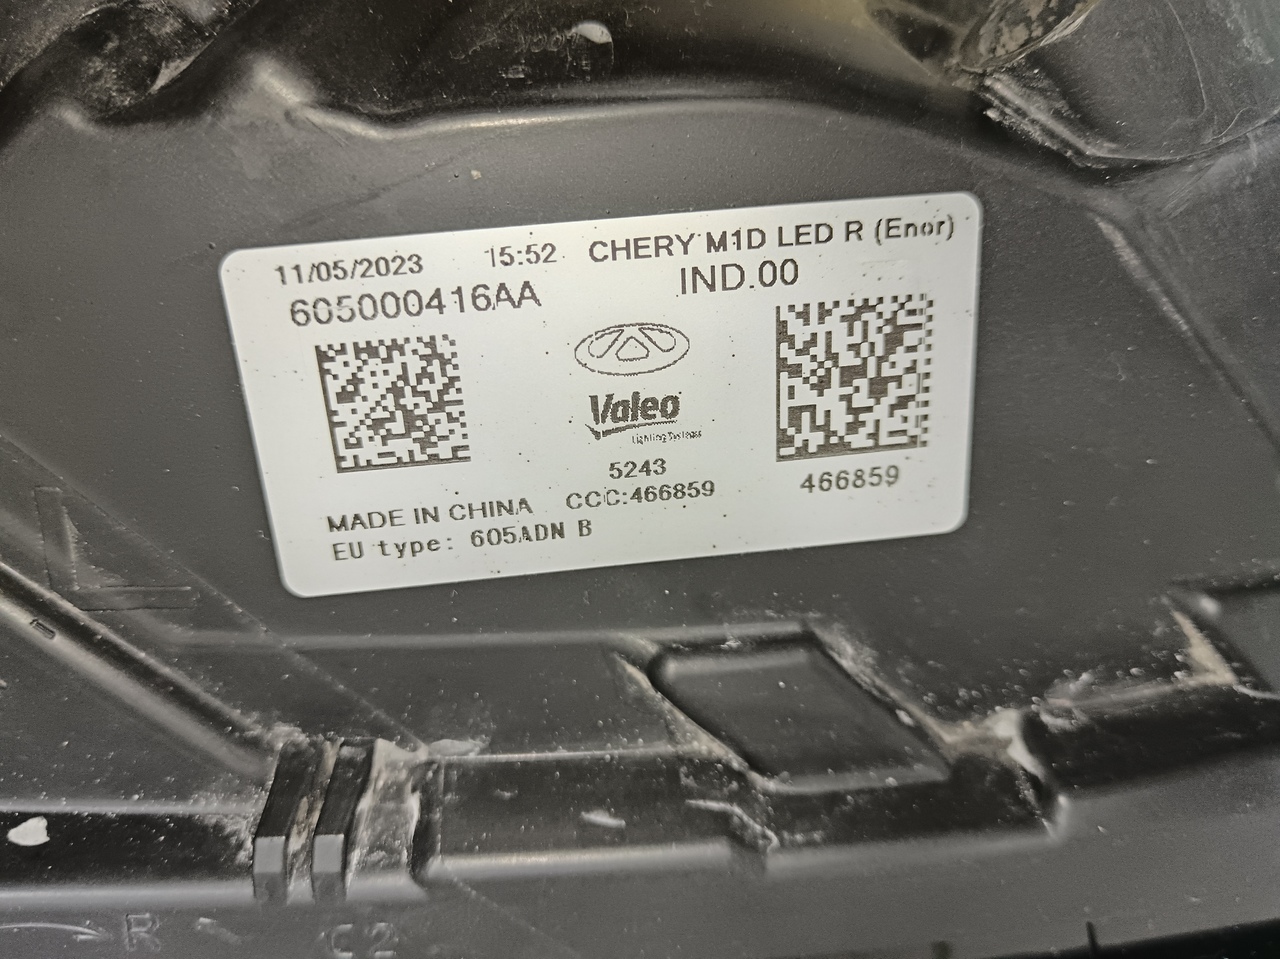 11/05/2023 15:52 CHERY M1D LED R (Enor)
605000416AA IND.00
Valeo
Lighting Systems
5243
MADE IN CHINA CCC:466859 466859
EU type: 605ADN B
R C2